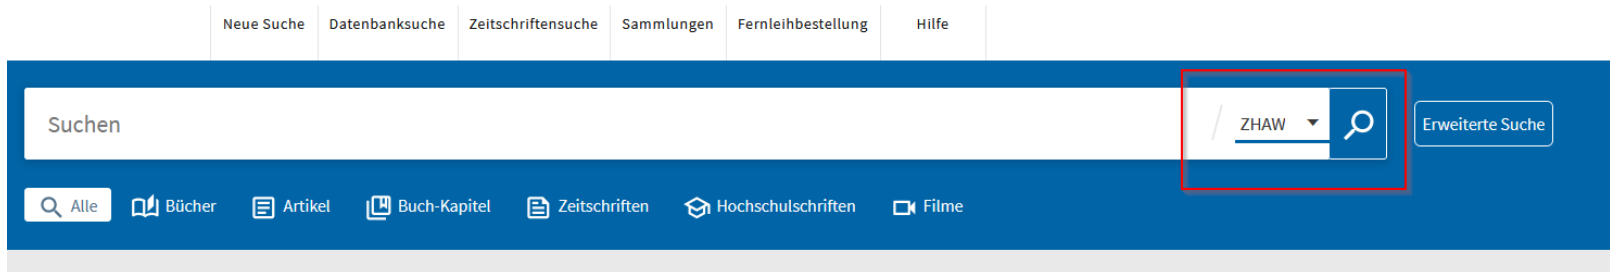 Neue Suche Datenbanksuche Zeitschriftensuche Sammlungen Fernleihbestellung Hilfe
Suchen ZHAW Erweiterte Suche
Alle Bücher Artikel Buch-Kapitel Zeitschriften Hochschulschriften Filme